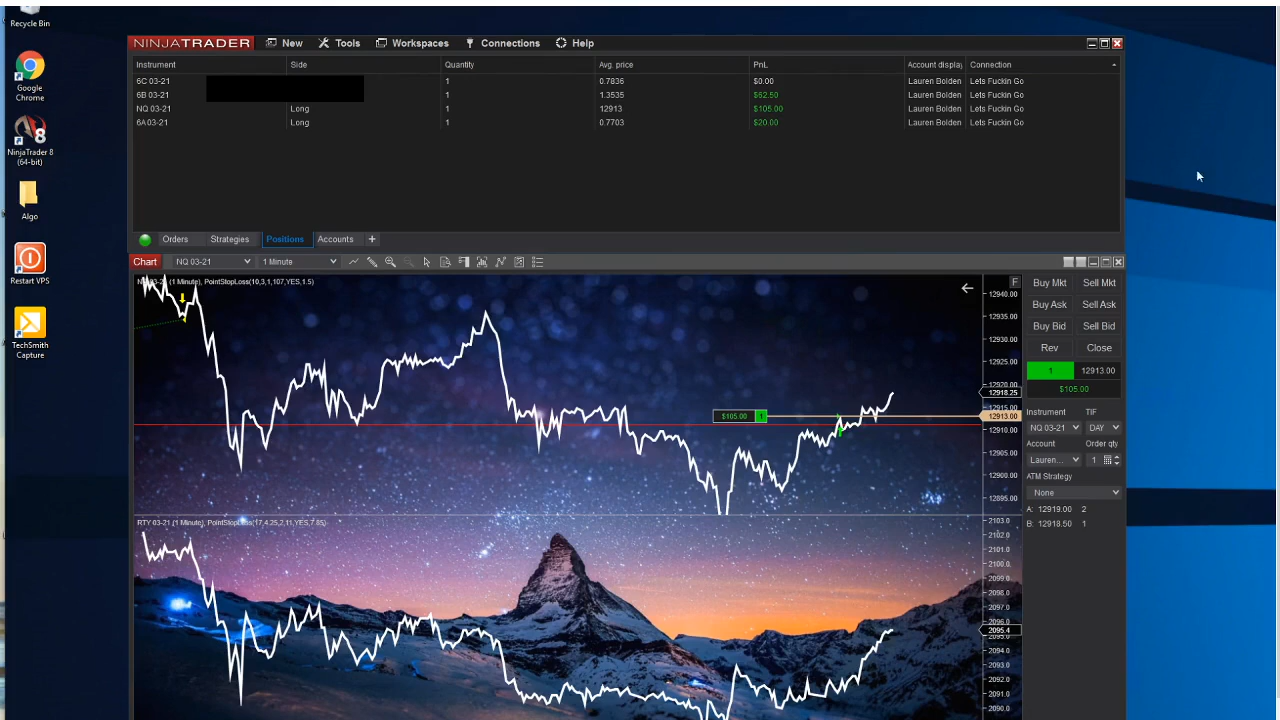 Recycle Bin
Google
Chrome
NinjaTrader 8
(64-bit)
Algo
Restart VPS
TechSmith
Capture
NINJATRADER New Tools Workspaces Connections Help
Instrument Side Quantity Avg. price PnL Account display Connection
6C 03-21 1 0.7836 $0.00 Lauren Bolden Lets Fuckin Go
6B 03-21 1 1.3535 $62.50 Lauren Bolden Lets Fuckin Go
NQ 03-21 Long 1 12913 $105.00 Lauren Bolden Lets Fuckin Go
6A 03-21 Long 1 0.7703 $20.00 Lauren Bolden Lets Fuckin Go
Orders Strategies Positions Accounts +
Chart NQ 03-21 1 Minute
NQ 03-21 (1 Minute), PointStopLoss(10,3,1,107,YES,1.5)
F
12940.00
12935.00
12930.00
12925.00
12920.00
12918.25
12915.00
12913.00
12910.00
12905.00
12900.00
12895.00
$105.00 1
Buy Mkt Sell Mkt
Buy Ask Sell Ask
Buy Bid Sell Bid
Rev Close
1 12913.00
$105.00
Instrument TIF
NQ 03-21 DAY
Account Order qty
Lauren... 1
ATM Strategy
None
A: 12919.00 2
B: 12918.50 1
RTY 03-21 (1 Minute), PointStopLoss(17,4.25,2,11,YES,7.85)
2103.0
2102.0
2101.0
2100.0
2099.0
2098.0
2097.0
2096.0
2095.4
2095.0
2094.0
2093.0
2092.0
2091.0
2090.0